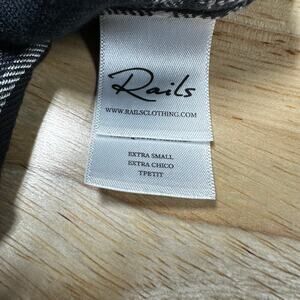 Rails
WWW.RAILSCLOTHING.COM
EXTRA SMALL
EXTRA CHICO
TPETIT